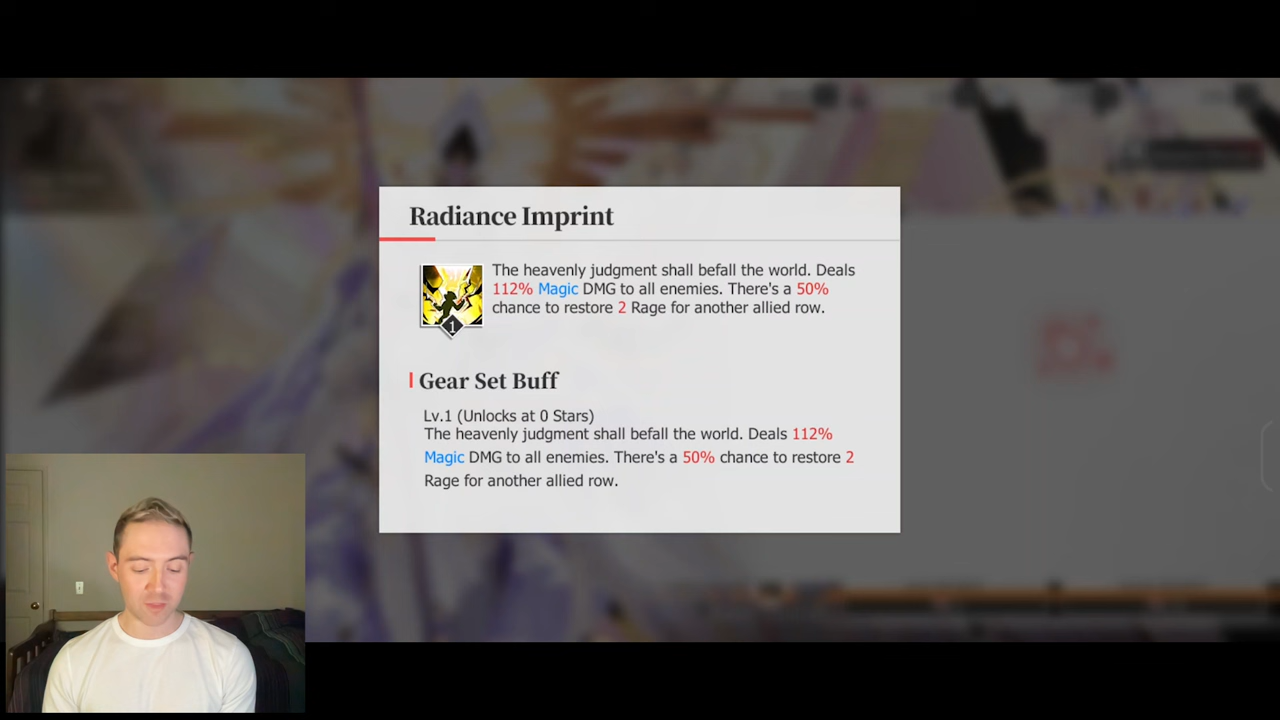 Radiance Imprint
The heavenly judgment shall befall the world. Deals
112% Magic DMG to all enemies. There's a 50%
chance to restore 2 Rage for another allied row.
1
Gear Set Buff
Lv.1 (Unlocks at 0 Stars)
The heavenly judgment shall befall the world. Deals 112%
Magic DMG to all enemies. There's a 50% chance to restore 2
Rage for another allied row.